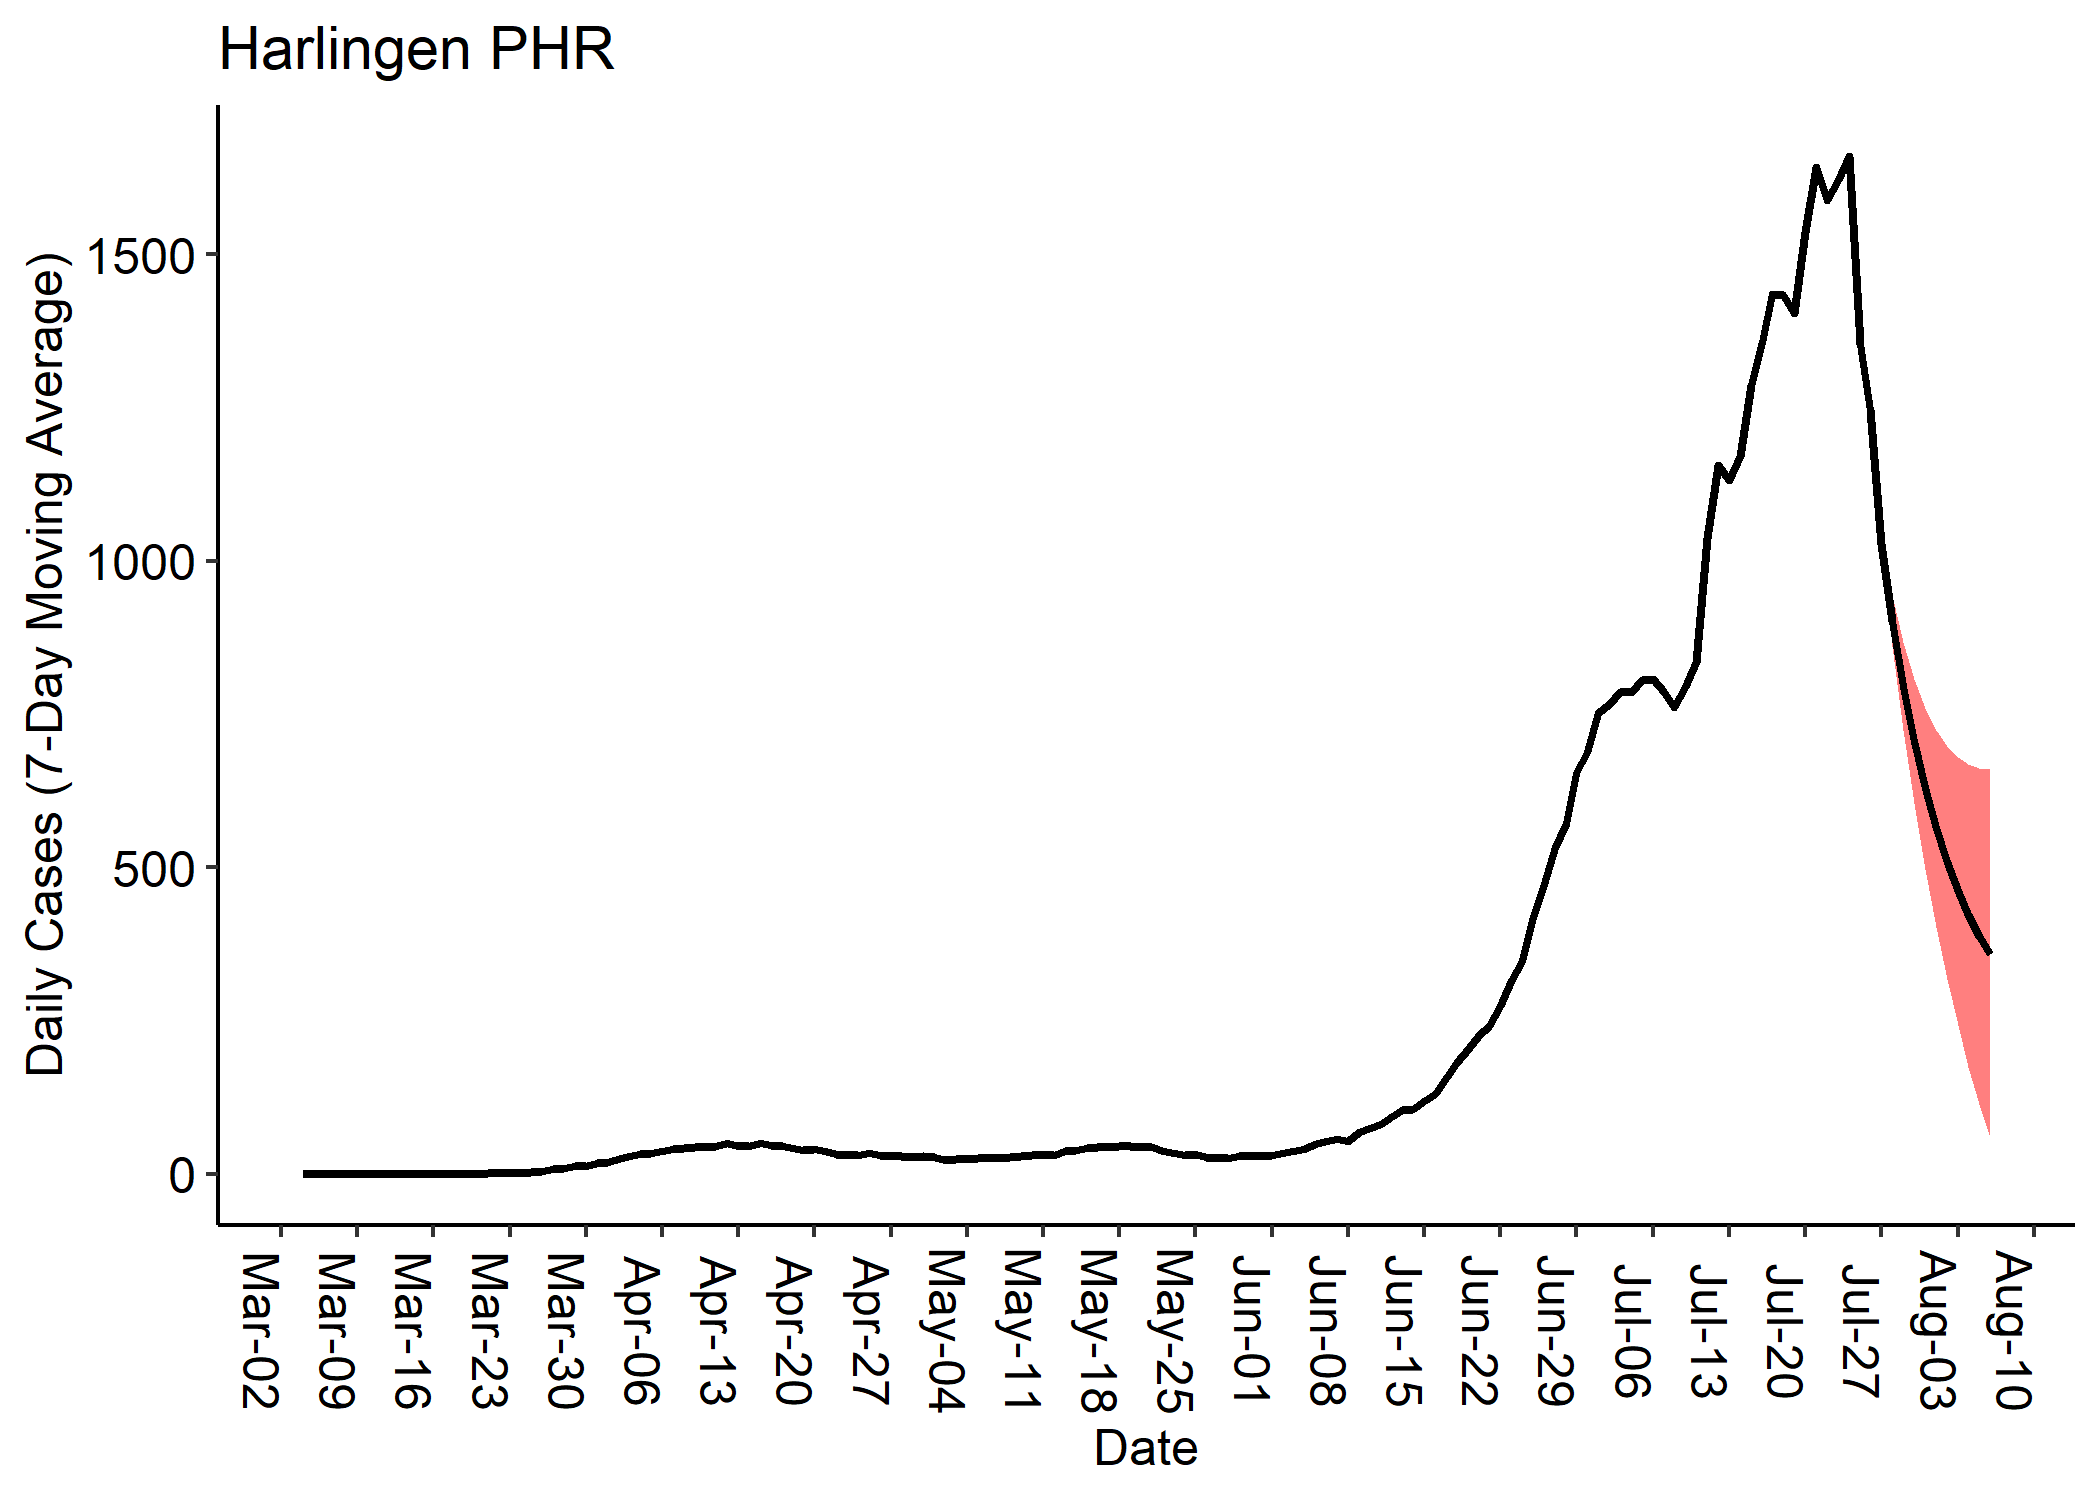 Harlingen PHR
Daily Cases (7-Day Moving Average)
1500
1000
500
0
Mar-02
Mar-09
Mar-16
Mar-23
Mar-30
Apr-06
Apr-13
Apr-20
Apr-27
May-04
May-11
May-18
May-25
Jun-01
Jun-08
Jun-15
Jun-22
Jun-29
Jul-06
Jul-13
Jul-20
Jul-27
Aug-03
Aug-10
Date